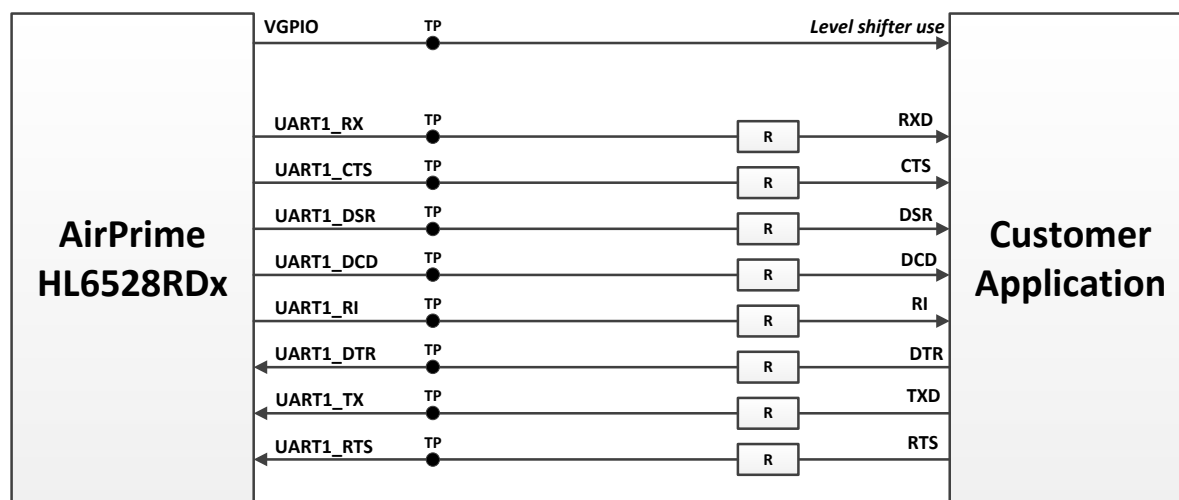 VGPIO TP Level shifter use
UART1_RX TP R RXD
UART1_CTS TP R CTS
UART1_DSR TP R DSR
UART1_DCD TP R DCD
UART1_RI TP R RI
UART1_DTR TP R DTR
UART1_TX TP R TXD
UART1_RTS TP R RTS
AirPrime
HL6528RDx
Customer
Application